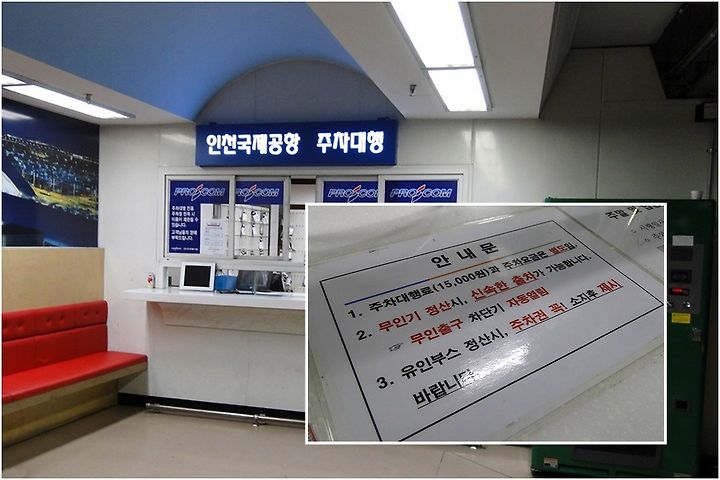 인천국제공항 주차대행
PROSCOM PROSCOM PROSCOM PROSCOM
안내문
1. 주차대행료(15,000원)과 주차요금은 별도임.
2. 무인기 정산시, 신속한 출차가 가능합니다.
☞ 무인출구 차단기 자동열림
3. 유인부스 정산시, 주차권 꼭! 소지후 제시
바랍니다